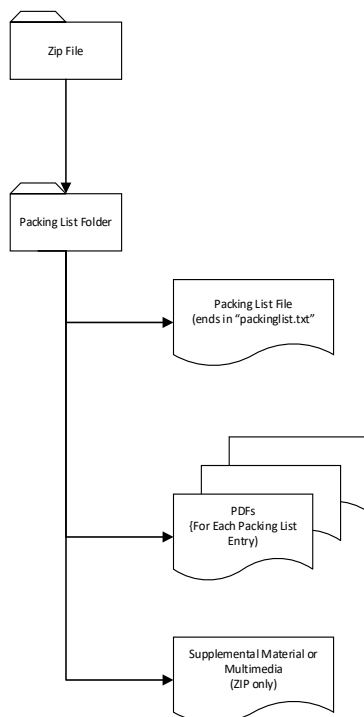 Zip File
Packing List Folder
Packing List File
(ends in “packinglist.txt”
PDFs
{For Each Packing List
Entry)
Supplemental Material or
Multimedia
(ZIP only)